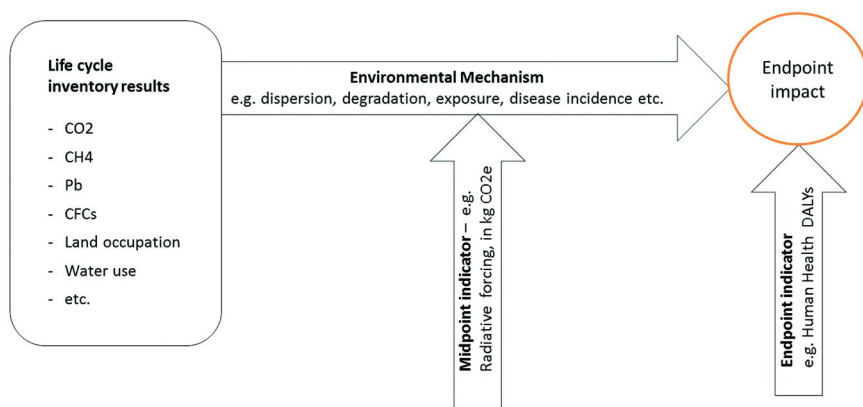 Life cycle
inventory results
- CO2
- CH4
- Pb
- CFCs
- Land occupation
- Water use
- etc.
Environmental Mechanism
e.g. dispersion, degradation, exposure, disease incidence etc.
Endpoint
impact
Midpoint indicator – e.g.
Radiative forcing, in kg CO2e
Endpoint indicator
e.g. Human Health DALYs